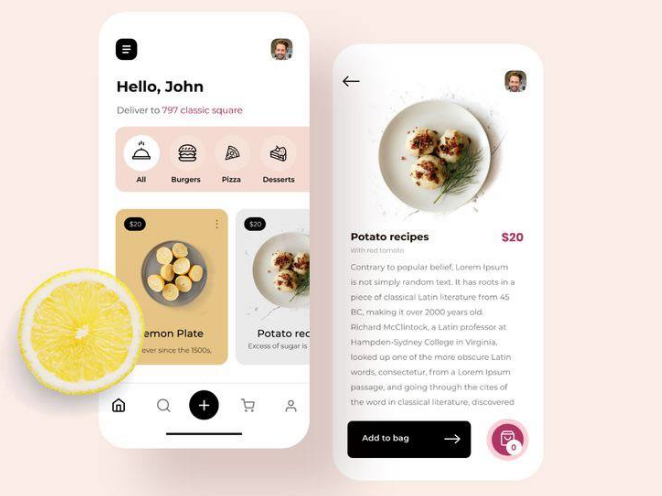 Hello, John
Deliver to 797 classic square
All
Burgers
Pizza
Desserts
$20
$20
emon Plate
ever since the 1500s,
Potato rec
Excess of sugar is
Potato recipes
$20
With red tomato
Contrary to popular belief, Lorem Ipsum
is not simply random text. It has roots in a
piece of classical Latin literature from 45
BC, making it over 2000 years old.
Richard McClintock, a Latin professor at
Hampden-Sydney College in Virginia,
looked up one of the more obscure Latin
words, consectetur, from a Lorem Ipsum
passage, and going through the cites of
the word in classical literature, discovered
Add to bag
0